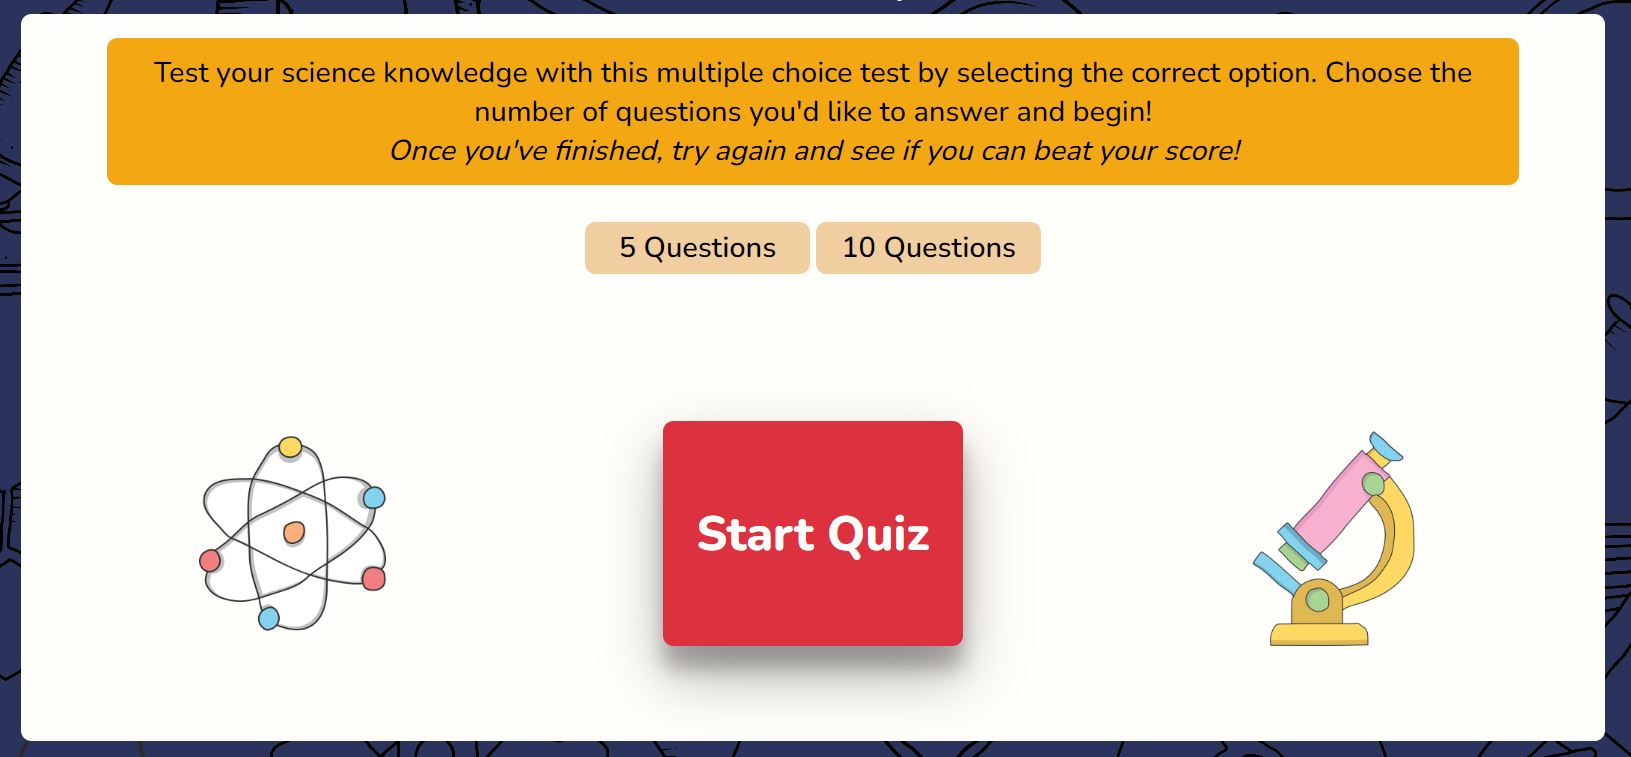 Test your science knowledge with this multiple choice test by selecting the correct option. Choose the
number of questions you'd like to answer and begin!
Once you've finished, try again and see if you can beat your score!
5 Questions
10 Questions
Start Quiz